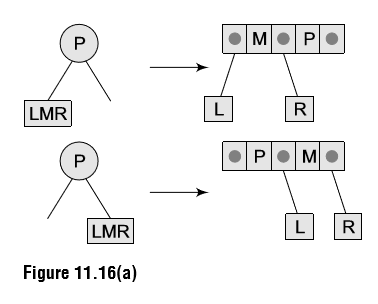 P
M P
LMR
L R
P
P M
LMR
L R
Figure 11.16(a)